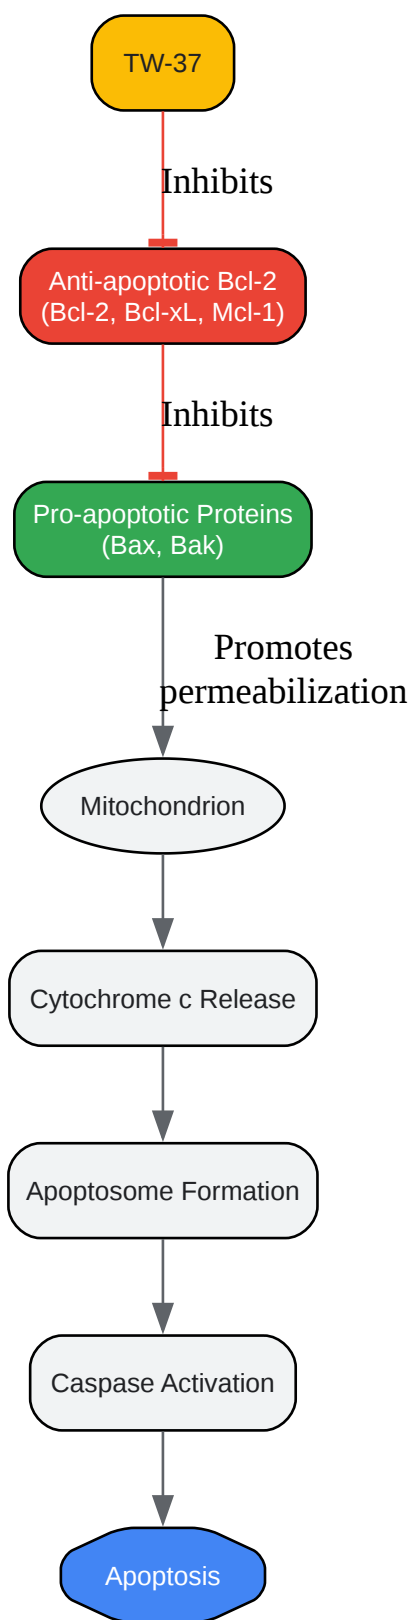 TW-37
Inhibits
Anti-apoptotic Bcl-2
(Bcl-2, Bcl-xL, Mcl-1)
Inhibits
Pro-apoptotic Proteins
(Bax, Bak)
Promotes
permeabilization
Mitochondrion
Cytochrome c Release
Apoptosome Formation
Caspase Activation
Apoptosis